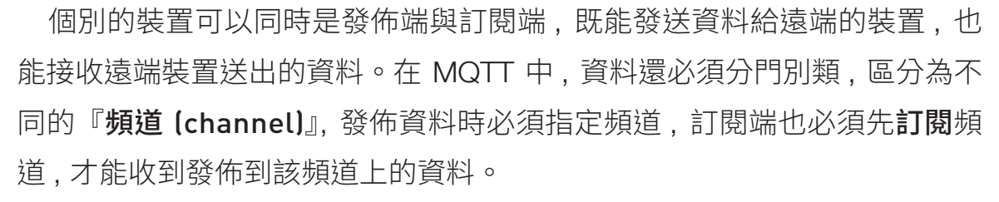 個別的裝置可以同時是發佈端與訂閱端，既能發送資料給遠端的裝置，也
能接收遠端裝置送出的資料。在 MQTT 中，資料還必須分門別類，區分為不
同的『頻道 (channel)』，發佈資料時必須指定頻道，訂閱端也必須先訂閱頻
道，才能收到發佈到該頻道上的資料。